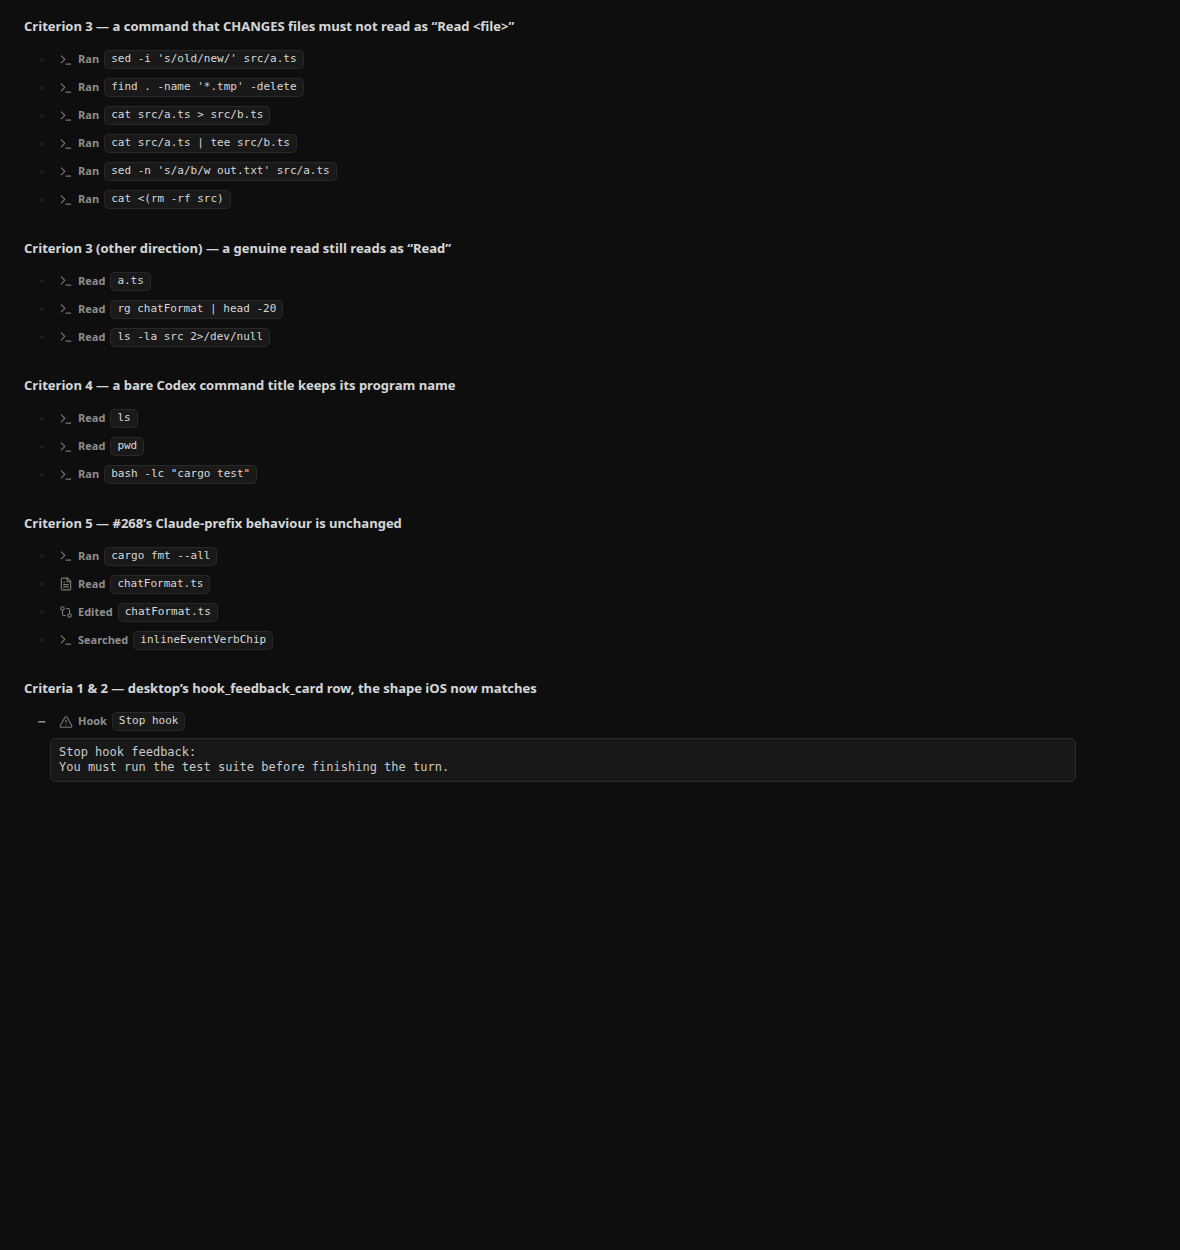 Criterion 3 — a command that CHANGES files must not read as “Read <file>”
Ran sed -i 's/old/new/' src/a.ts
Ran find . -name '*.tmp' -delete
Ran cat src/a.ts > src/b.ts
Ran cat src/a.ts | tee src/b.ts
Ran sed -n 's/a/b/w out.txt' src/a.ts
Ran cat <(rm -rf src)
Criterion 3 (other direction) — a genuine read still reads as “Read”
Read a.ts
Read rg chatFormat | head -20
Read ls -la src 2>/dev/null
Criterion 4 — a bare Codex command title keeps its program name
Read ls
Read pwd
Ran bash -lc "cargo test"
Criterion 5 — #268’s Claude-prefix behaviour is unchanged
Ran cargo fmt --all
Read chatFormat.ts
Edited chatFormat.ts
Searched inlineEventVerbChip
Criteria 1 & 2 — desktop’s hook_feedback_card row, the shape iOS now matches
Hook Stop hook
Stop hook feedback:
You must run the test suite before finishing the turn.